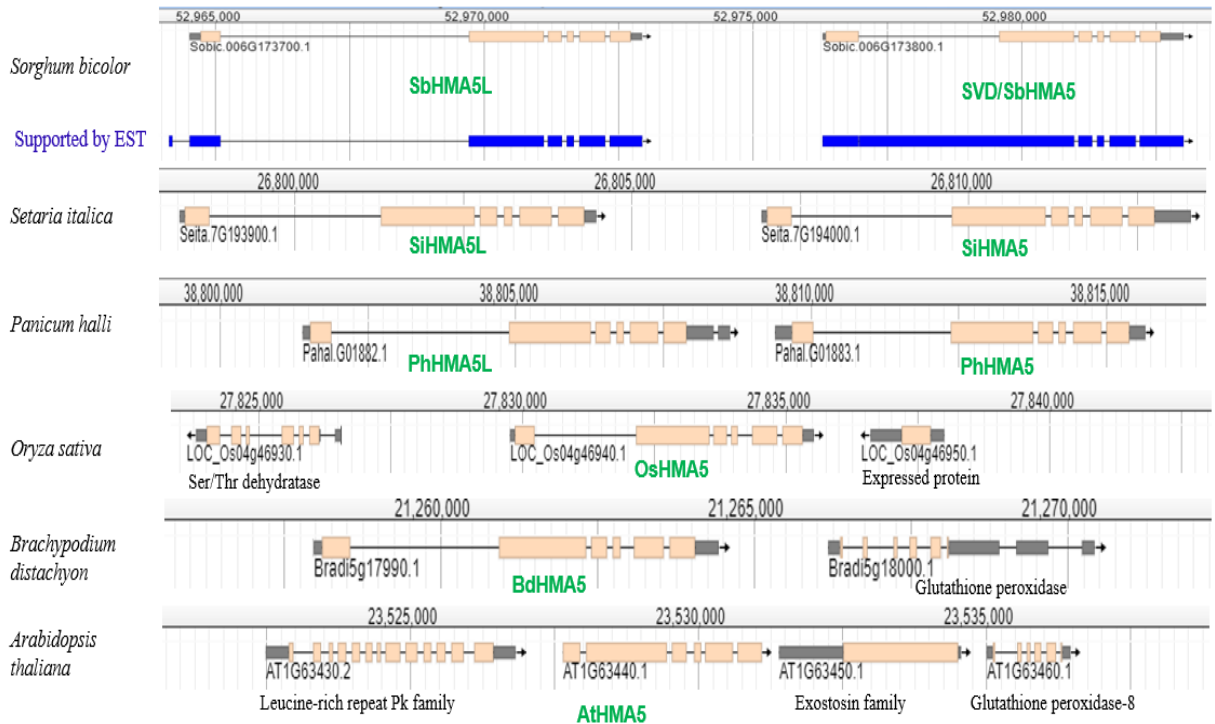 52,965,000 52,970,000 52,975,000 52,980,000
Sobic.006G173700.1 Sobic.006G173800.1
Sorghum bicolor
SbHMA5L SVD/SbHMA5
Supported by EST
26,800,000 26,805,000 26,810,000
Setaria italica
Seita.7G193900.1 Seita.7G194000.1
SiHMA5L SiHMA5
38,800,000 38,805,000 38,810,000 38,815,000
Panicum halli
Pahal.G01882.1 Pahal.G01883.1
PhHMA5L PhHMA5
27,825,000 27,830,000 27,835,000 27,840,000
Oryza sativa
LOC_Os04g46930.1 LOC_Os04g46940.1 LOC_Os04g46950.1
Ser/Thr dehydratase OsHMA5 Expressed protein
21,260,000 21,265,000 21,270,000
Brachypodium
distachyon
Bradi5g17990.1 Bradi5g18000.1
BdHMA5 Glutathione peroxidase
23,525,000 23,530,000 23,535,000
Arabidopsis
thaliana
AT1G63430.2 AT1G63440.1 AT1G63450.1 AT1G63460.1
Leucine-rich repeat Pk family Exostosin family Glutathione peroxidase-8
AtHMA5